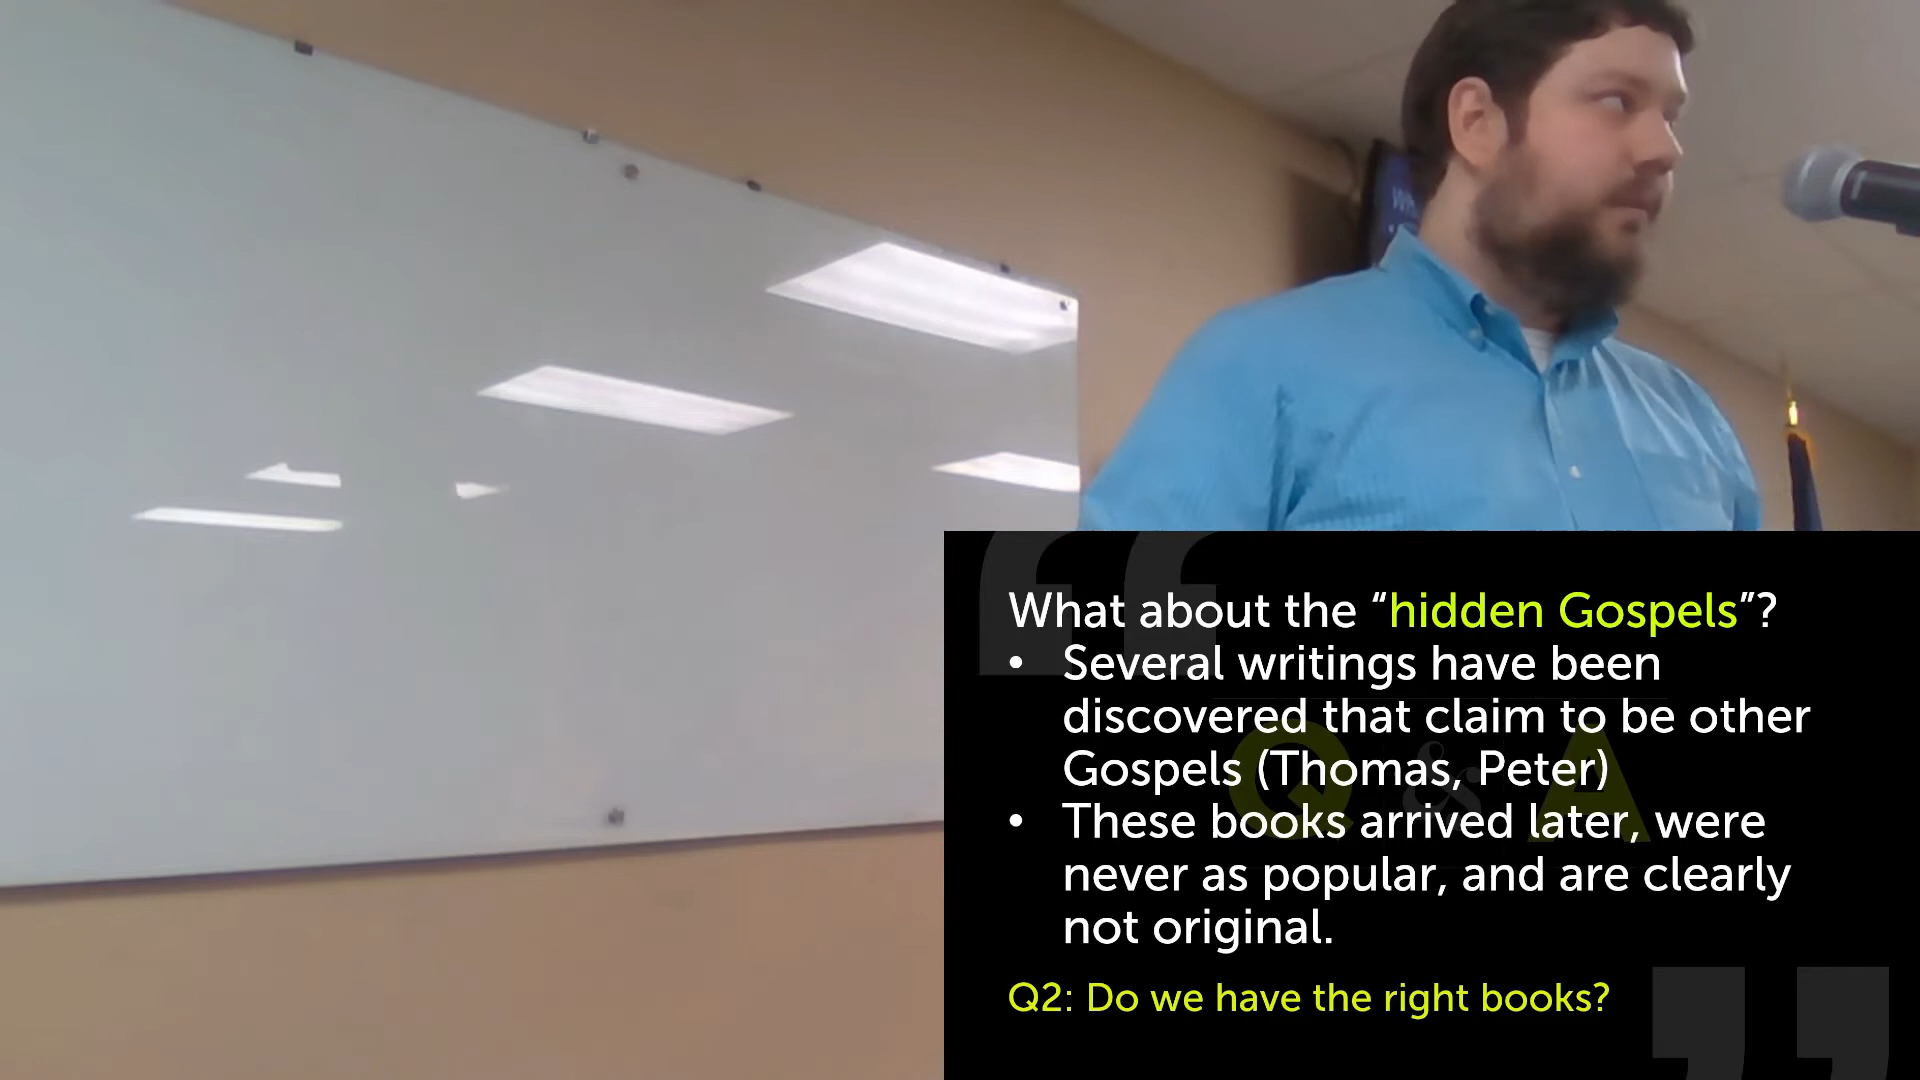 What about the “hidden Gospels”?
• Several writings have been
discovered that claim to be other
Gospels (Thomas, Peter)
• These books arrived later, were
never as popular, and are clearly
not original.
Q2: Do we have the right books?
Q & A